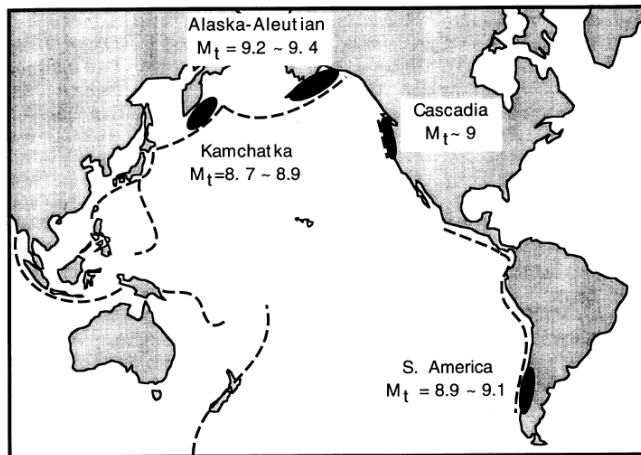 Alaska-Aleutian
Mt = 9.2 ~ 9. 4
Cascadia
Mt ~ 9
Kamchatka
Mt=8. 7 ~ 8.9
S. America
Mt = 8.9 ~ 9.1